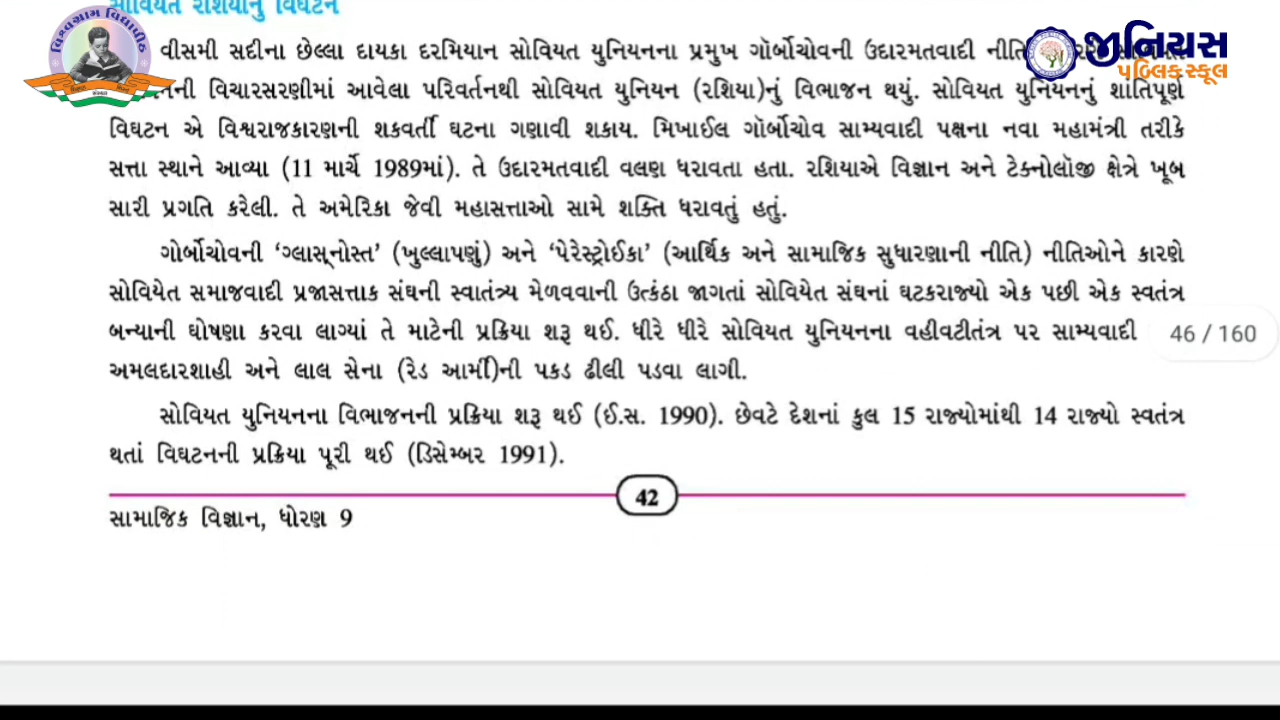 સોવિયત રશિયાનું વિઘટન
વિશ્વગ્રામ વિદ્યાપીઠ
જીનિયસ
પબ્લિક સ્કૂલ
વીસમી સદીના છેલ્લા દાયકા દરમિયાન સોવિયત યુનિયનના પ્રમુખ ગૉર્બોચોવની ઉદારમતવાદી
વિચારસરણીમાં આવેલા પરિવર્તનથી સોવિયત યુનિયન (રશિયા)નું વિભાજન થયું. સોવિયત યુનિયનનું શાંતિપૂર્ણ
વિઘટન એ વિશ્વરાજકારણની શકવર્તી ઘટના ગણાવી શકાય. મિખાઈલ ગૉર્બોચોવ સામ્યવાદી પક્ષના નવા મહામંત્રી તરીકે
સત્તા સ્થાને આવ્યા (11 માર્ચ 1989માં). તે ઉદારમતવાદી વલણ ધરાવતા હતા. રશિયાએ વિજ્ઞાન અને ટેક્નોલૉજી ક્ષેત્રે ખૂબ
સારી પ્રગતિ કરેલી. તે અમેરિકા જેવી મહાસત્તાઓ સામે શક્તિ ધરાવતું હતું.
ગોર્બોચોવની ‘ગ્લાસ્નોસ્ત’ (ખુલ્લાપણું) અને ‘પેરેસ્ટ્રોઈકા’ (આર્થિક અને સામાજિક સુધારણાની નીતિ) નીતિઓને કારણે
સોવિયેત સમાજવાદી પ્રજાસત્તાક સંઘની સ્વાતંત્ર્ય મેળવવાની ઉત્કંઠા જાગતાં સોવિયેત સંઘનાં ઘટકરાજ્યો એક પછી એક સ્વતંત્ર
બન્યાની ઘોષણા કરવા લાગ્યાં તે માટેની પ્રક્રિયા શરૂ થઈ. ધીરે ધીરે સોવિયત યુનિયનના વહીવટીતંત્ર પર સામ્યવાદી
46 / 160
અમલદારશાહી અને લાલ સેના (રેડ આર્મી)ની પકડ ઢીલી પડવા લાગી.
સોવિયત યુનિયનના વિભાજનની પ્રક્રિયા શરૂ થઈ (ઈ.સ. 1990). છેવટે દેશનાં કુલ 15 રાજ્યોમાંથી 14 રાજ્યો સ્વતંત્ર
થતાં વિઘટનની પ્રક્રિયા પૂરી થઈ (ડિસેમ્બર 1991).
42
સામાજિક વિજ્ઞાન, ધોરણ 9